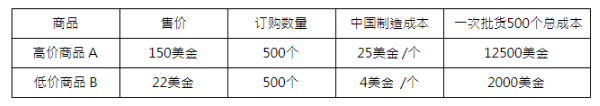 商品 售价 订购数量 中国制造成本 一次批货500个总成本
高价商品 A 150美金 500个 25美金 /个 12500美金
低价商品 B 22美金 500个 4美金 /个 2000美金